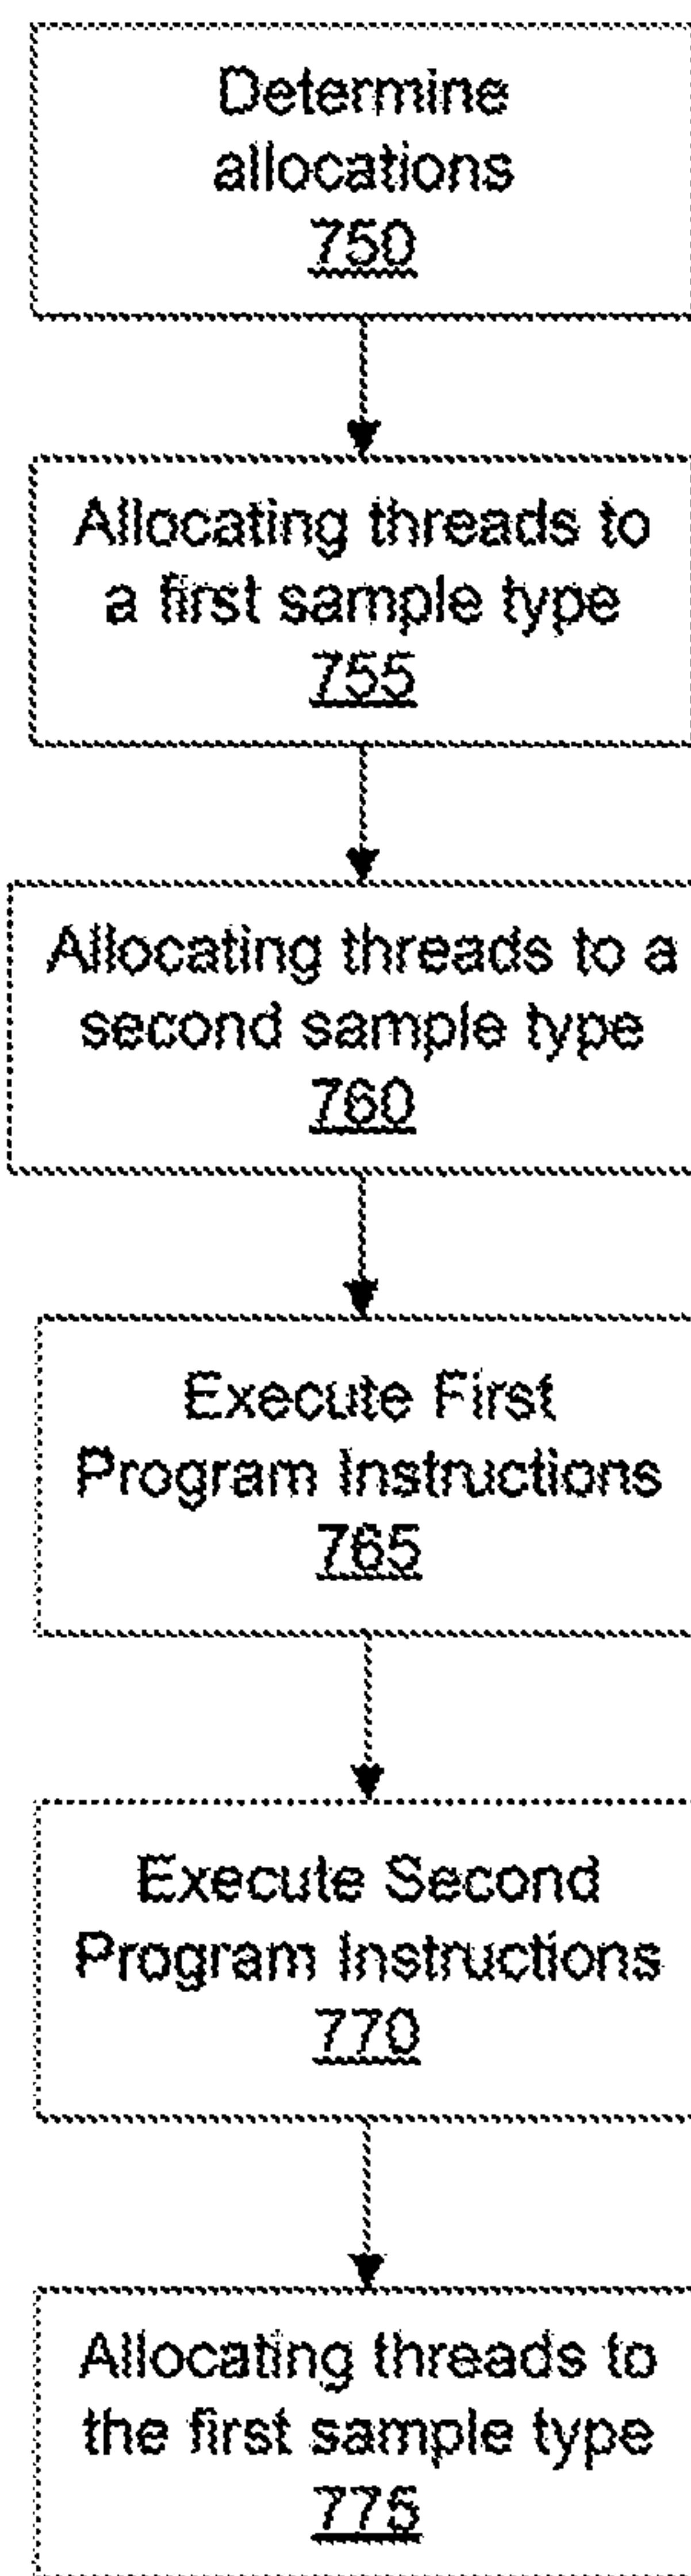 Determine
allocations
750
Allocating threads to
a first sample type
755
Allocating threads to a
second sample type
760
Execute First
Program Instructions
765
Execute Second
Program Instructions
770
Allocating threads to
the first sample type
775